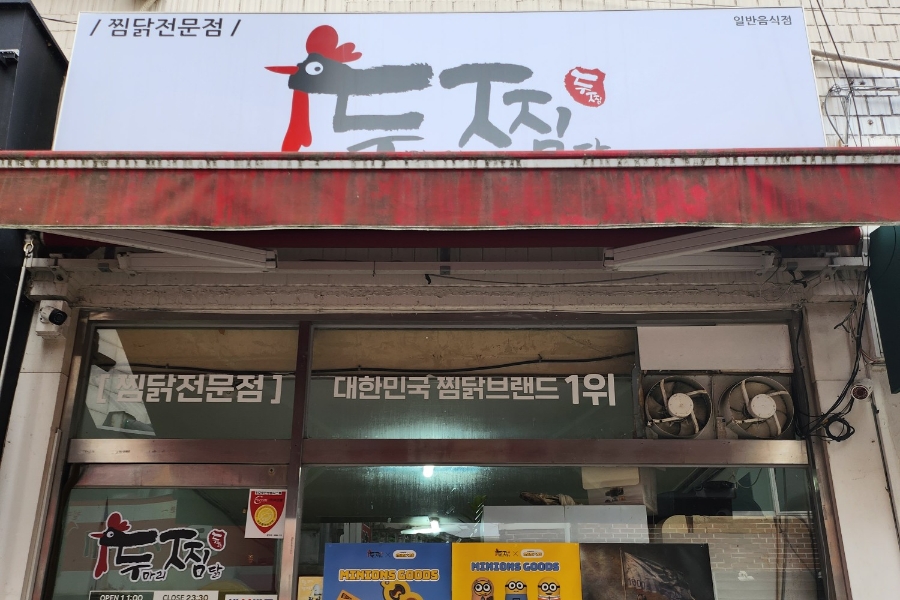 / 찜닭전문점 /
일반음식점
두찜
두찜
[ 찜닭전문점 ]
대한민국 찜닭브랜드 1위
두찜
마리 닭
OPEN 11:00 CLOSE 23:30
MINIONS GOODS
MINIONS GOODS